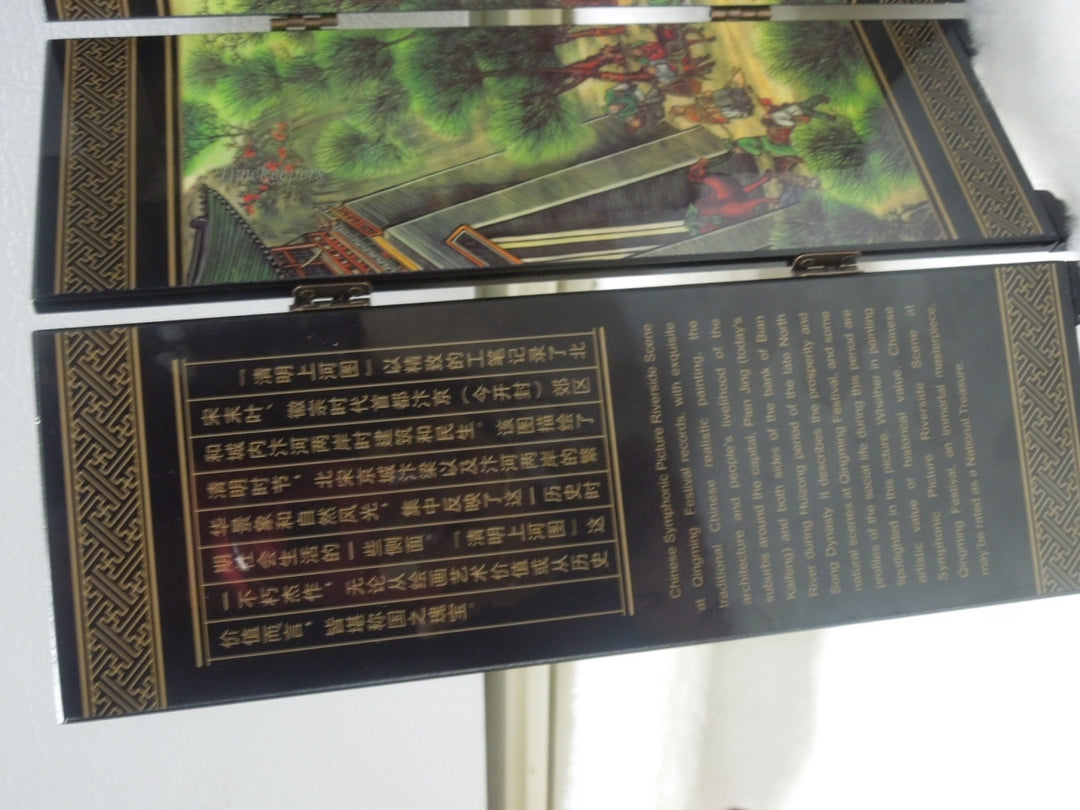 Timekeepers
一清明上河图一以精致的工笔记录了北
宋末叶、徽宗时代首都汴京（今开封）郊区
和城内汴河两岸时建筑和民生。该图描绘了
清明时节，北宋京城汴梁以及汴河两岸的繁
华景象和自然风光，集中反映了这一历史时
期社会生活的一些侧面。一清明上河图一这
一不朽杰作，无论从绘画艺术价值或从历史
价值而言，皆堪称国之瑰宝。
Chinese Symphonic Picture Riverside Scene
at Qingming Festival records, with exquisite
traditional Chinese realistic painting, the
architecture and people's livelihood of the
suburbs around the capital, Pien Jing (today's
Kaifeng) and both sides of the bank of Bian
River during Huizong period of the late North
Song Dynasty. It describes the prosperity and
natural scenes at Qingming Festival, and some
profiles of the social life during this period are
spotlighted in this picture. Whether in painting
artistic value or historical value, Chinese
Symphonic Picture Riverside Scene at
Qingming Festival, an immortal masterpiece,
may be rated as a National Treasure.